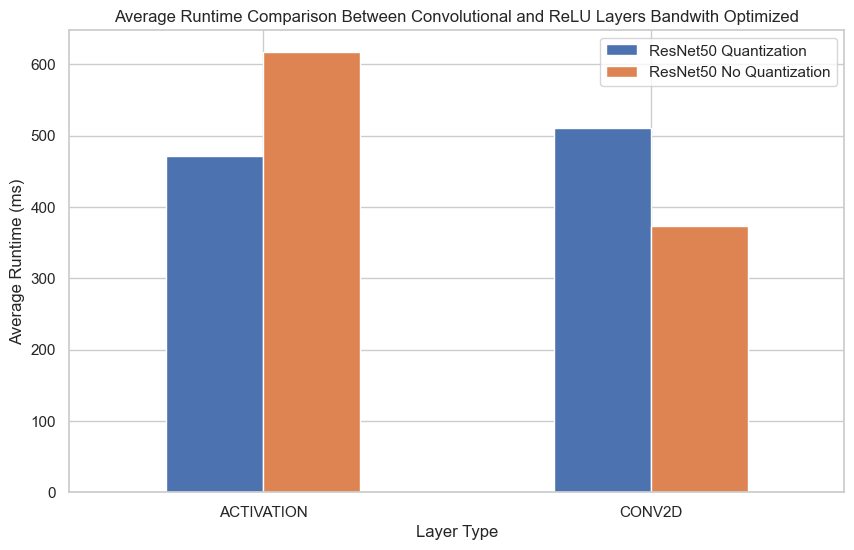 Average Runtime Comparison Between Convolutional and ReLU Layers Bandwith Optimized
ResNet50 Quantization
ResNet50 No Quantization
Average Runtime (ms)
600
500
400
300
200
100
0
ACTIVATION
CONV2D
Layer Type